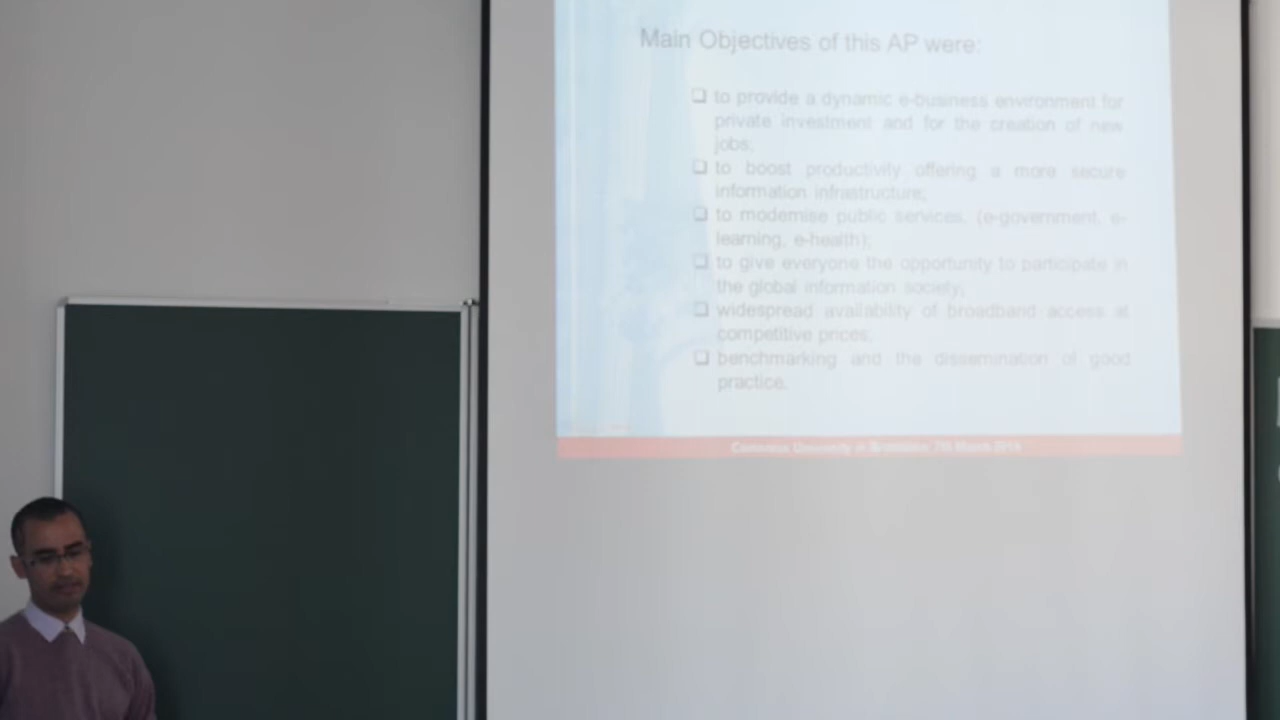 Main Objectives of this AP were:
❑ to provide a dynamic e-business environment for
private investment and for the creation of new
jobs;
❑ to boost productivity offering a more secure
information infrastructure;
❑ to modernise public services, (e-government, e-
learning, e-health);
❑ to give everyone the opportunity to participate in
the global information society;
❑ widespread availability of broadband access at
competitive prices;
❑ benchmarking and the dissemination of good
practice.
Comenius University in Bratislava, 7th March 2014